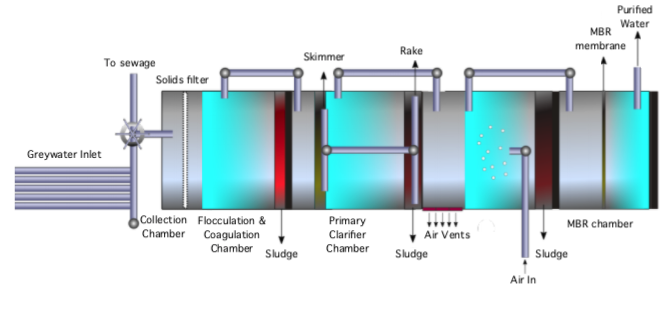 Purified
Water
MBR
membrane
Rake
Skimmer
To sewage
Solids filter
Greywater Inlet
Collection
Chamber
Flocculation &
Coagulation
Chamber
Primary
Clarifier
Chamber
Air Vents
MBR chamber
Sludge
Sludge
Sludge
Air In